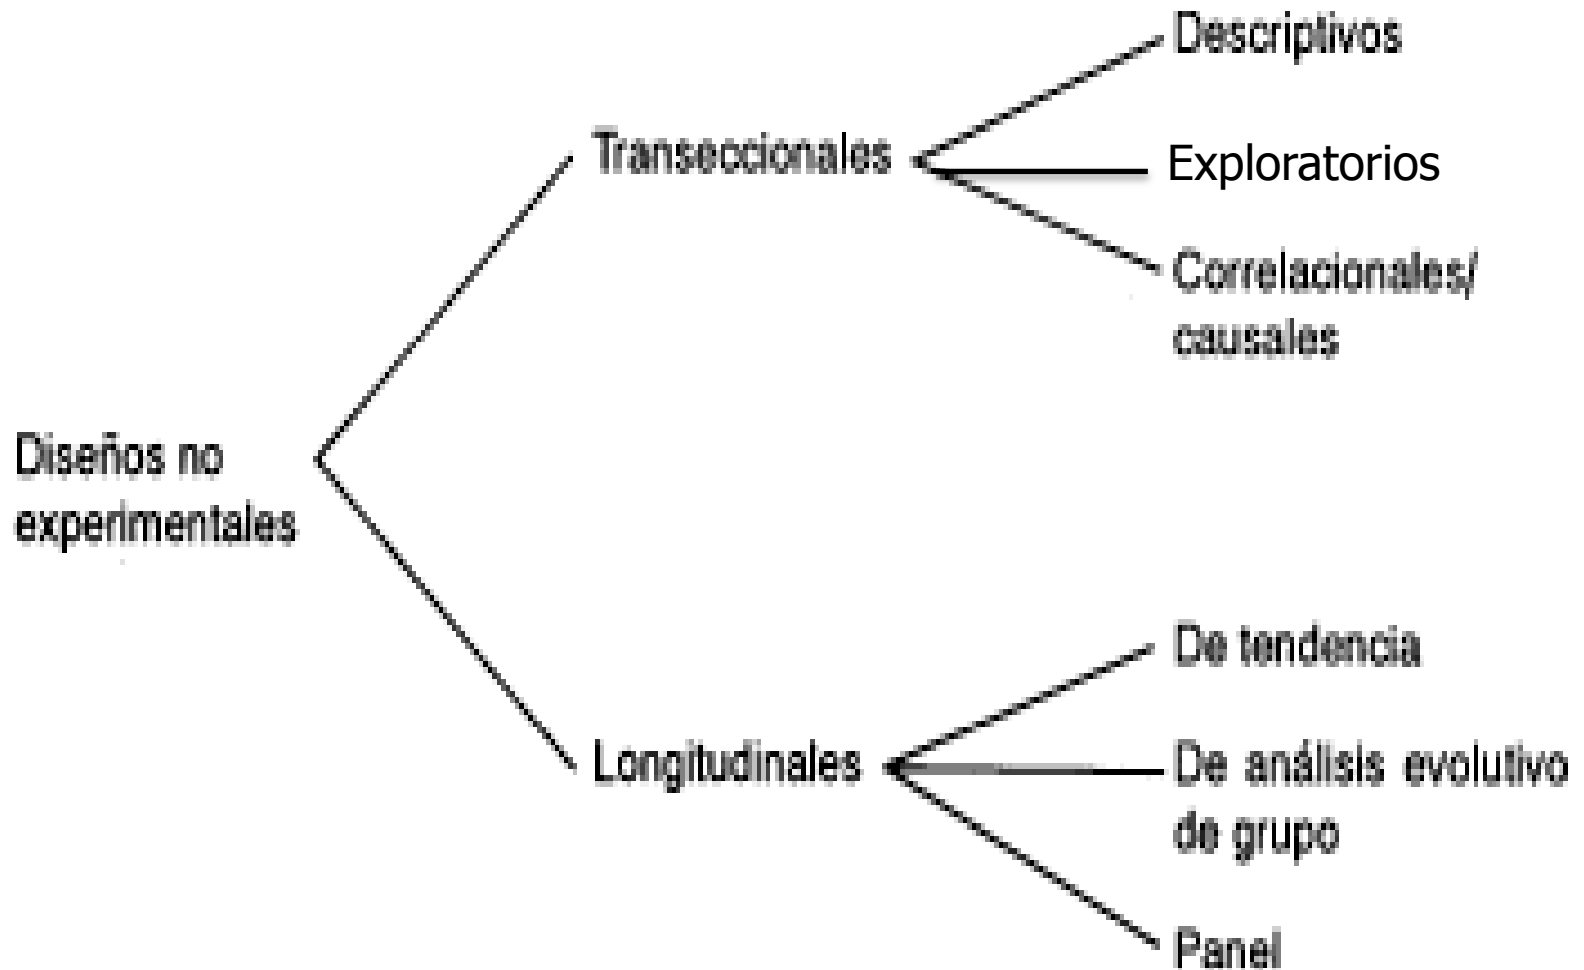 Descriptivos
Transeccionales
Exploratorios
Correlacionales/
causales
Diseños no
experimentales
De tendencia
Longitudinales
De análisis evolutivo
de grupo
Panel